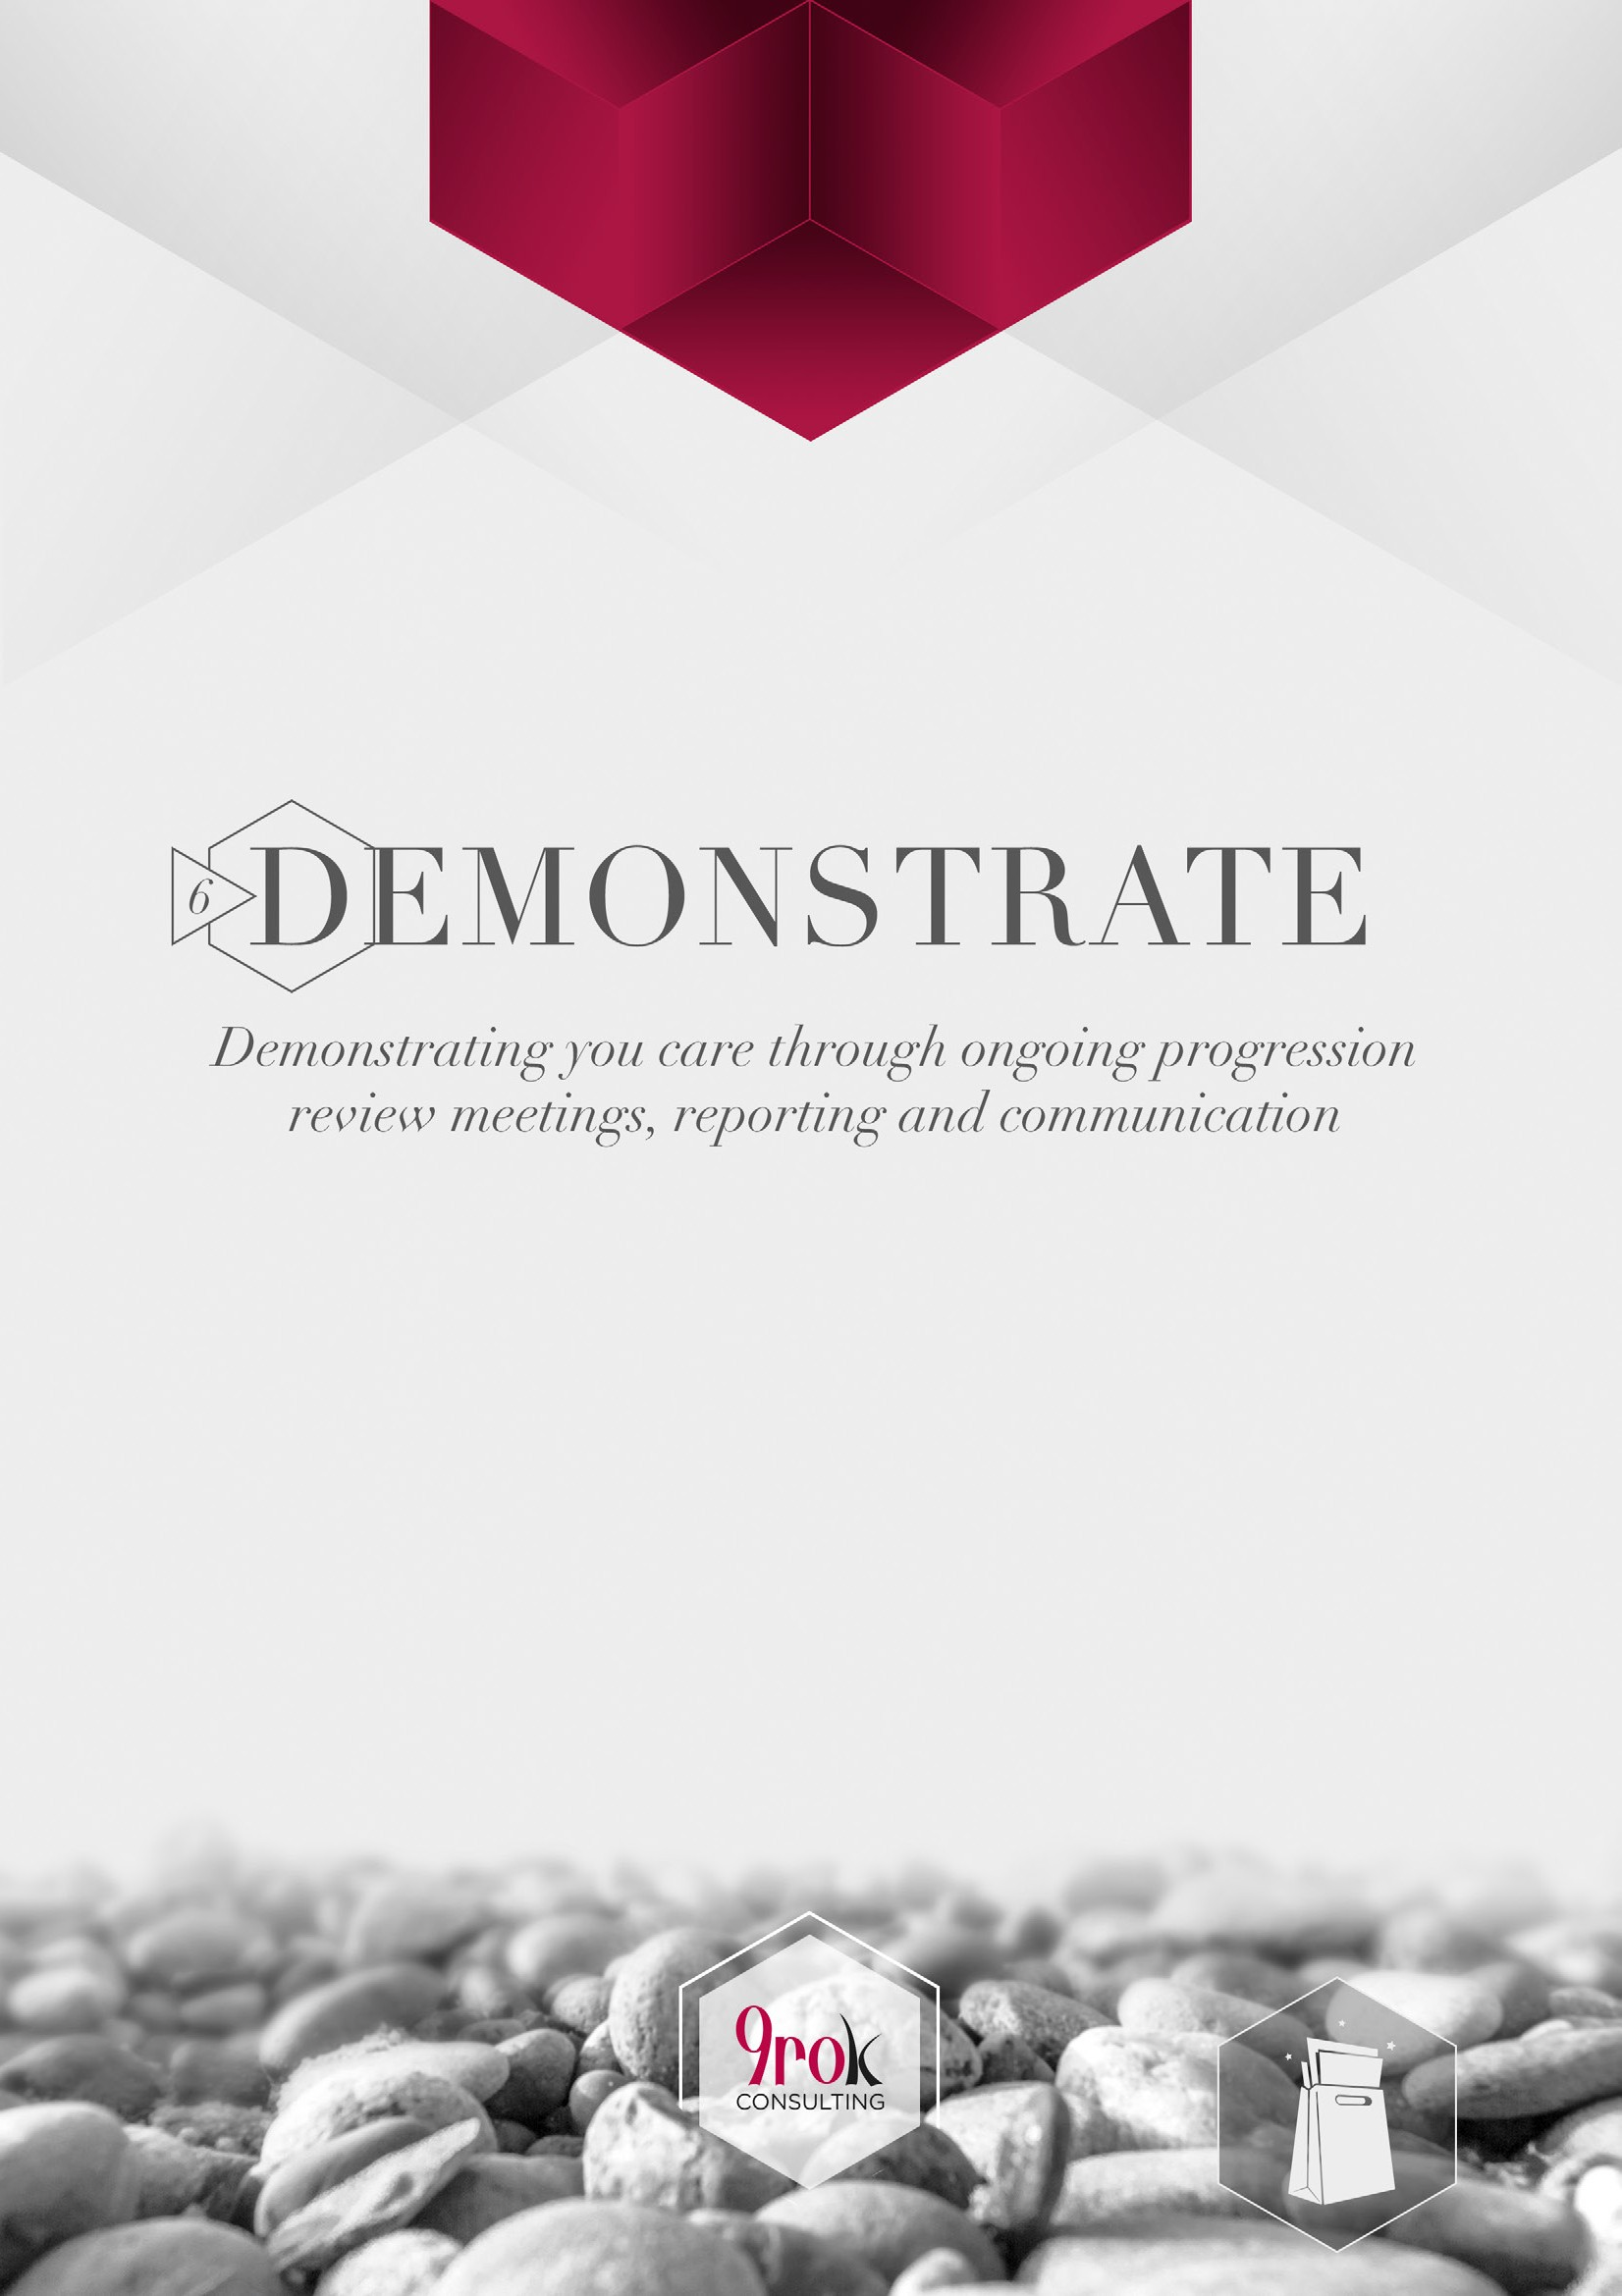 6
DEMONSTRATE
Demonstrating you care through ongoing progression
review meetings, reporting and communication
9rok
CONSULTING